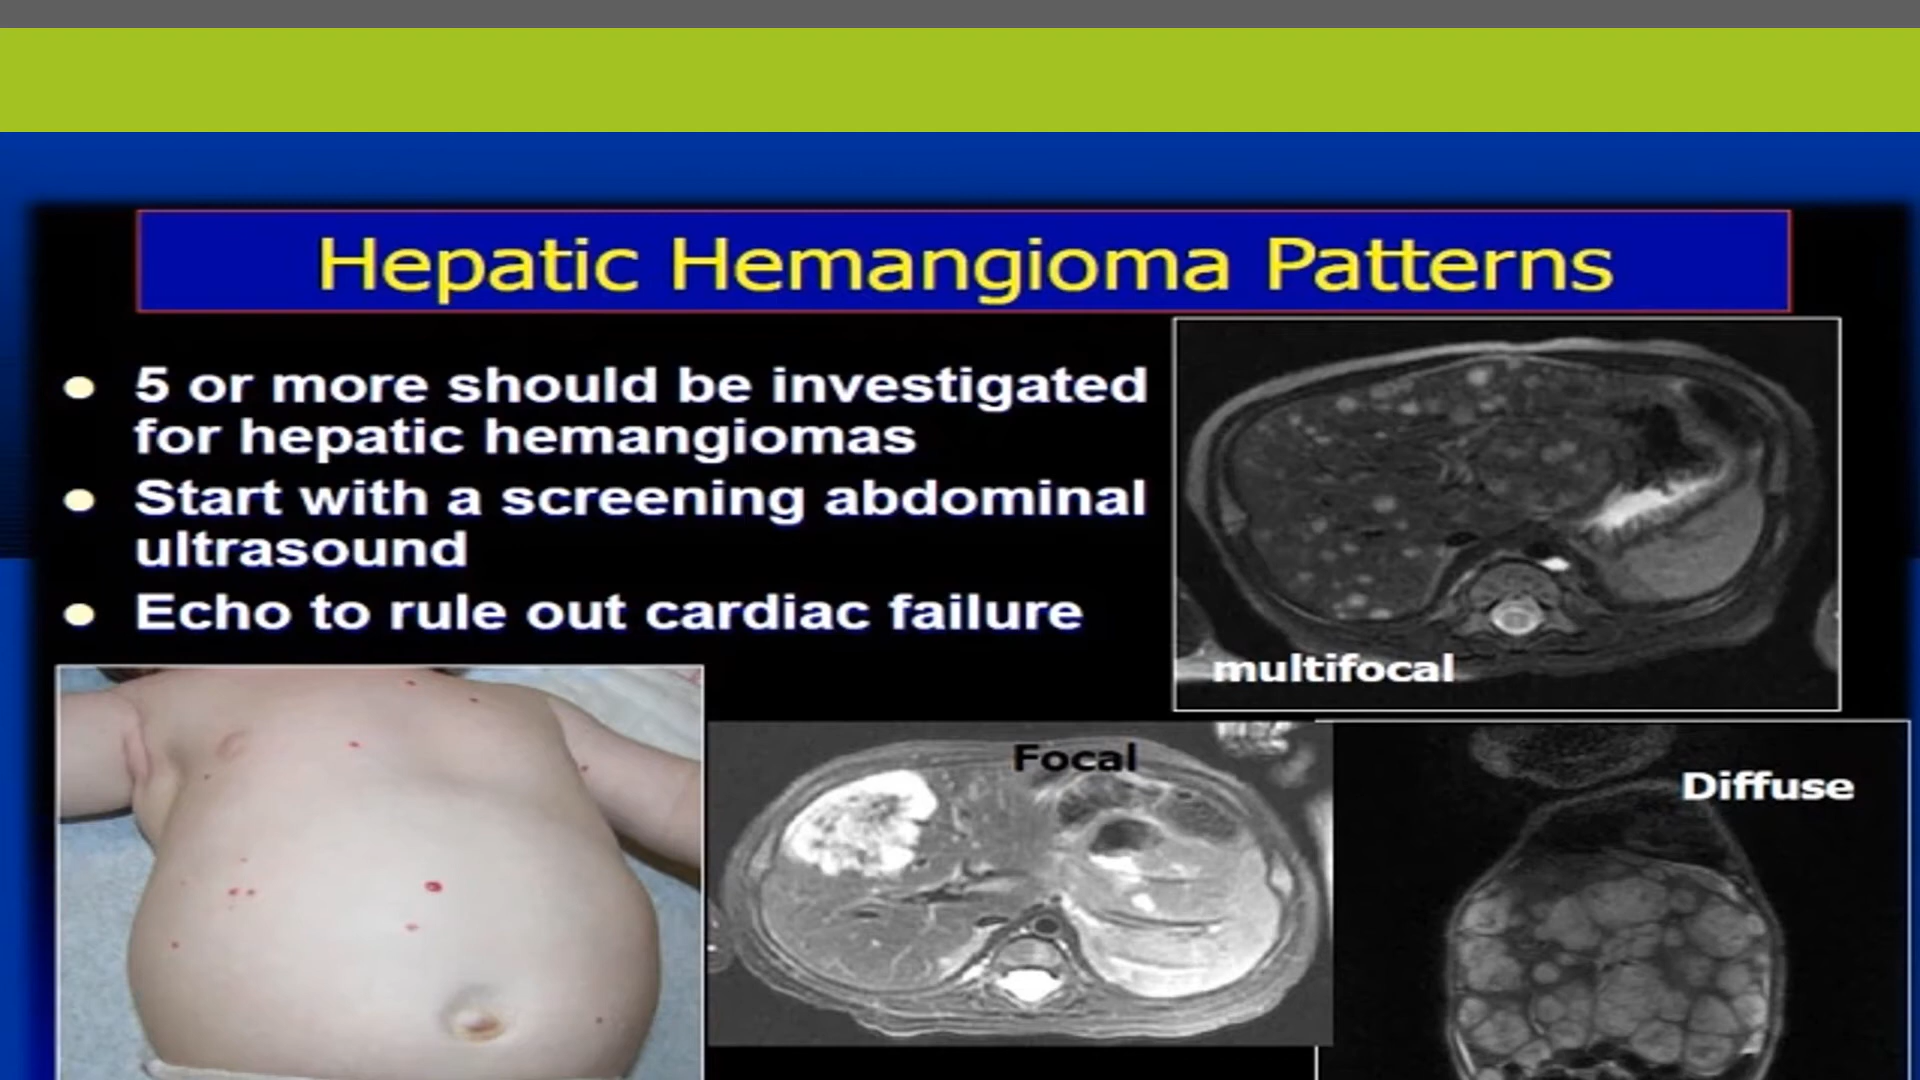 Hepatic Hemangioma Patterns
5 or more should be investigated
for hepatic hemangiomas
Start with a screening abdominal
ultrasound
Echo to rule out cardiac failure
multifocal
Focal
Diffuse